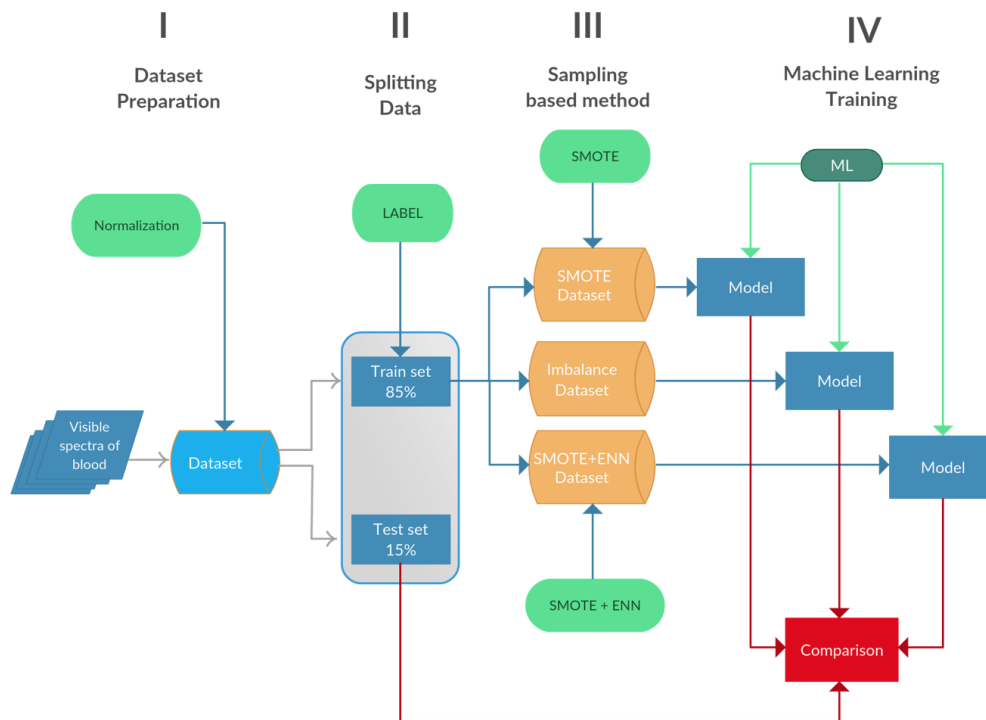 I
II
III
IV
Dataset
Preparation
Splitting
Data
Sampling
based method
Machine Learning
Training
SMOTE
ML
Normalization
LABEL
SMOTE
Dataset
Model
Train set
85%
Imbalance
Dataset
Model
Visible
spectra of
blood
Dataset
SMOTE+ENN
Dataset
Model
Test set
15%
SMOTE + ENN
Comparison